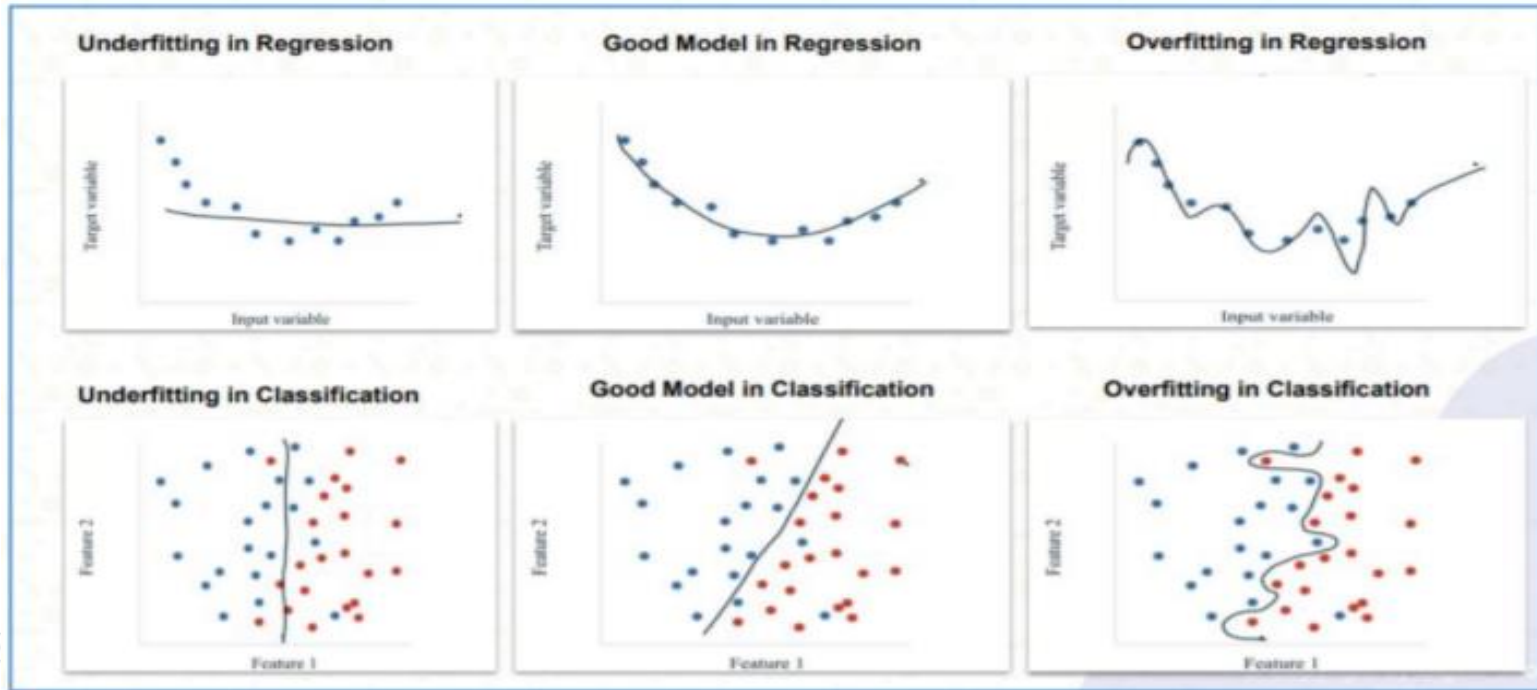 Underfitting in Regression
Good Model in Regression
Overfitting in Regression
Target variable
Input variable
Target variable
Input variable
Target variable
Input variable
Underfitting in Classification
Good Model in Classification
Overfitting in Classification
Feature 2
Feature 1
Feature 2
Feature 1
Feature 2
Feature 1